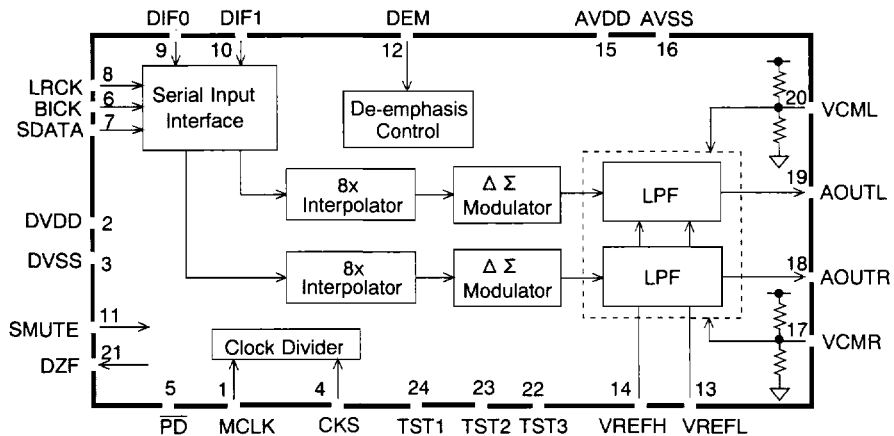 DIF0 DIF1 DEM AVDD AVSS
9 10 12 15 16
LRCK 8
BICK 6
SDATA 7
Serial Input
Interface
De-emphasis
Control
20 VCML
8x
Interpolator
Δ Σ
Modulator
LPF
19 AOUTL
DVDD 2
DVSS 3
8x
Interpolator
Δ Σ
Modulator
LPF
18 AOUTR
SMUTE 11
DZF 21
Clock Divider
17 VCMR
5 1 4 24 23 22 14 13
PD MCLK CKS TST1 TST2 TST3 VREFH VREFL